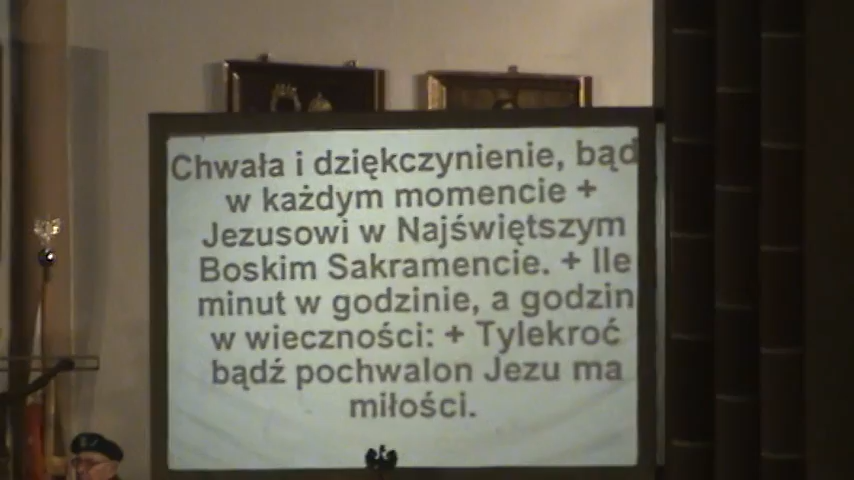 Chwała i dziękczynienie, bąd
w każdym momencie +
Jezusowi w Najświętszym
Boskim Sakramencie. + Ile
minut w godzinie, a godzin
w wieczności: + Tylekroć
bądź pochwalon Jezu ma
miłości.